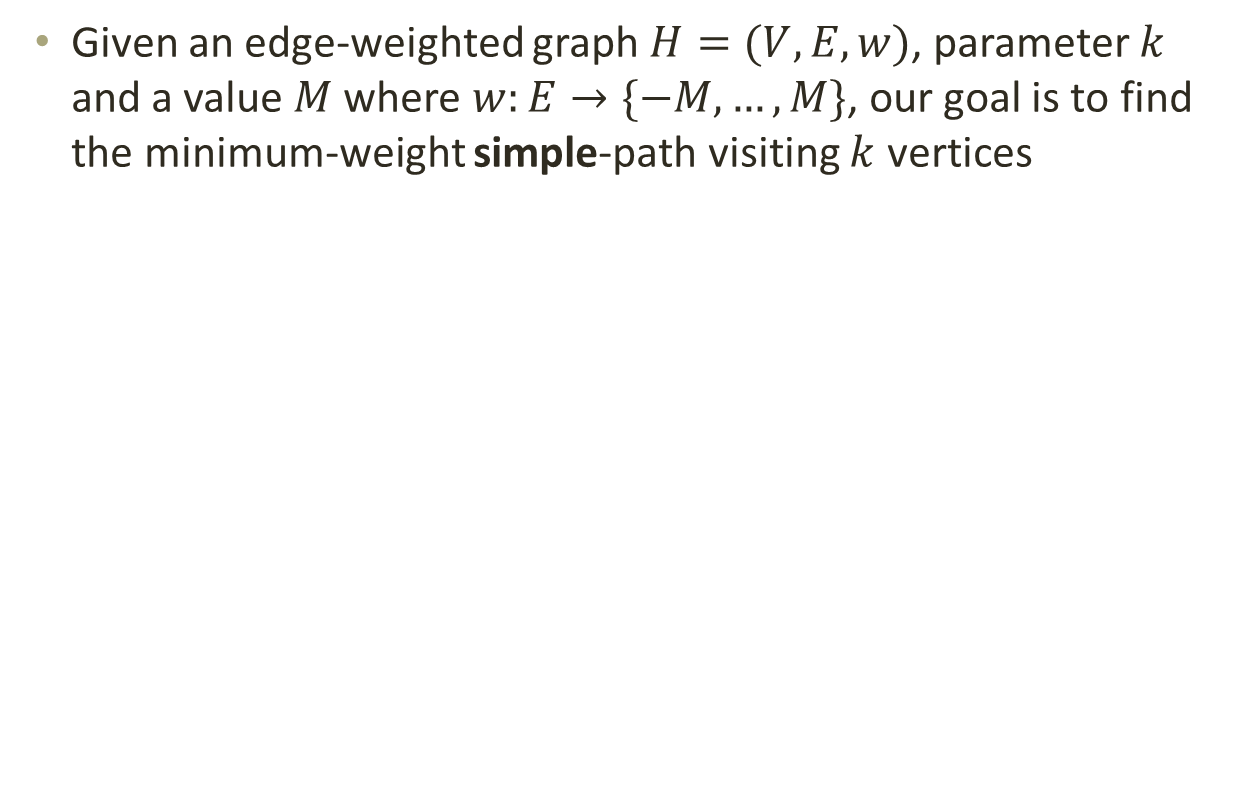 • Given an edge-weighted graph H = (V, E, w), parameter k
and a value M where w: E → {−M, … , M}, our goal is to find
the minimum-weight simple-path visiting k vertices